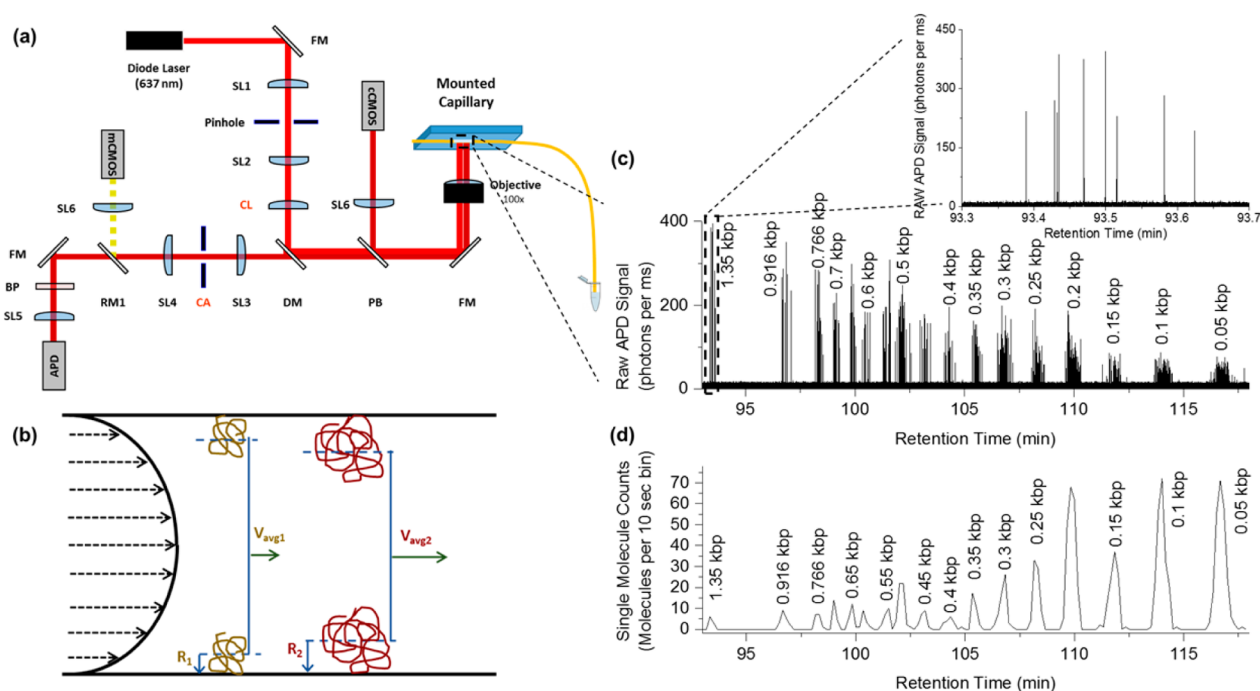 (a)
Diode Laser
(637 nm)
FM
SL1
Pinhole
SL2
CL
mCMOS
SL6
cCMOS
SL6
Mounted
Capillary
Objective
100x
FM
BP
SL5
APD
RM1
SL4
CA
SL3
DM
PB
FM
(b)
Vavg1
Vavg2
R1
R2
(c)
RAW APD Signal (photons per ms)
450
300
150
0
93.3
93.4
93.5
93.6
93.7
Retention Time (min)
Raw APD Signal
(photons per ms)
400
200
0
1.35 kbp
0.916 kbp
0.766 kbp
0.7 kbp
0.6 kbp
0.5 kbp
0.4 kbp
0.35 kbp
0.3 kbp
0.25 kbp
0.2 kbp
0.15 kbp
0.1 kbp
0.05 kbp
95
100
105
110
115
Retention Time (min)
(d)
Single Molecule Counts
(Molecules per 10 sec bin)
70
60
50
40
30
20
10
0
1.35 kbp
0.916 kbp
0.766 kbp
0.65 kbp
0.55 kbp
0.45 kbp
0.4 kbp
0.35 kbp
0.3 kbp
0.25 kbp
0.15 kbp
0.1 kbp
0.05 kbp
95
100
105
110
115
Retention Time (min)